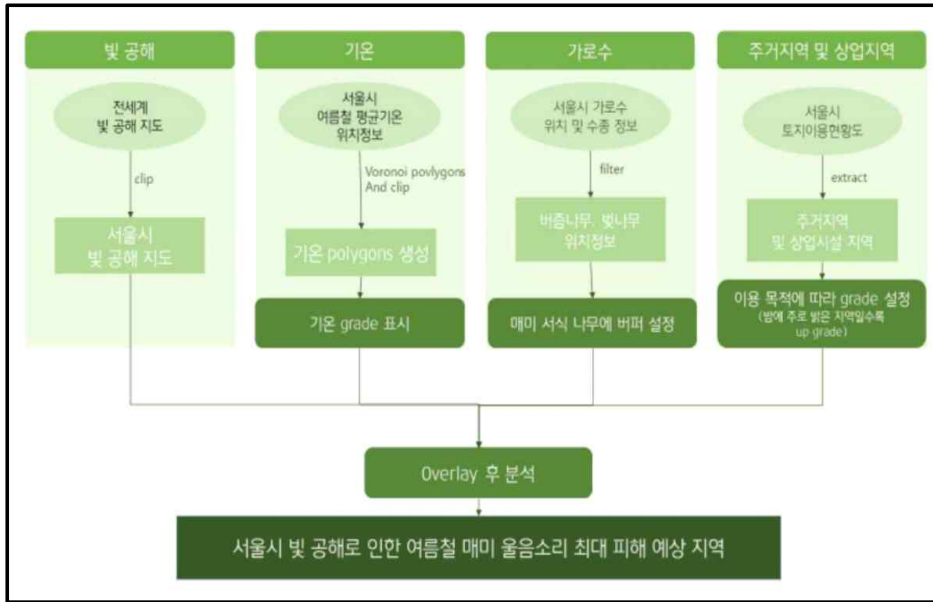 빛 공해
기온
가로수
주거지역 및 상업지역
전세계
빛 공해 지도
clip
서울시
빛 공해 지도
서울시
여름철 평균기온
위치정보
Voronoi povlygons
And clip
기온 polygons 생성
기온 grade 표시
서울시 가로수
위치 및 수종 정보
filter
버즘나무, 벚나무
위치정보
매미 서식 나무에 버퍼 설정
서울시
토지이용현황도
extract
주거지역
및 상업시설 지역
이용 목적에 따라 grade 설정
(밤에 주로 밝은 지역일수록
up grade)
Overlay 후 분석
서울시 빛 공해로 인한 여름철 매미 울음소리 최대 피해 예상 지역